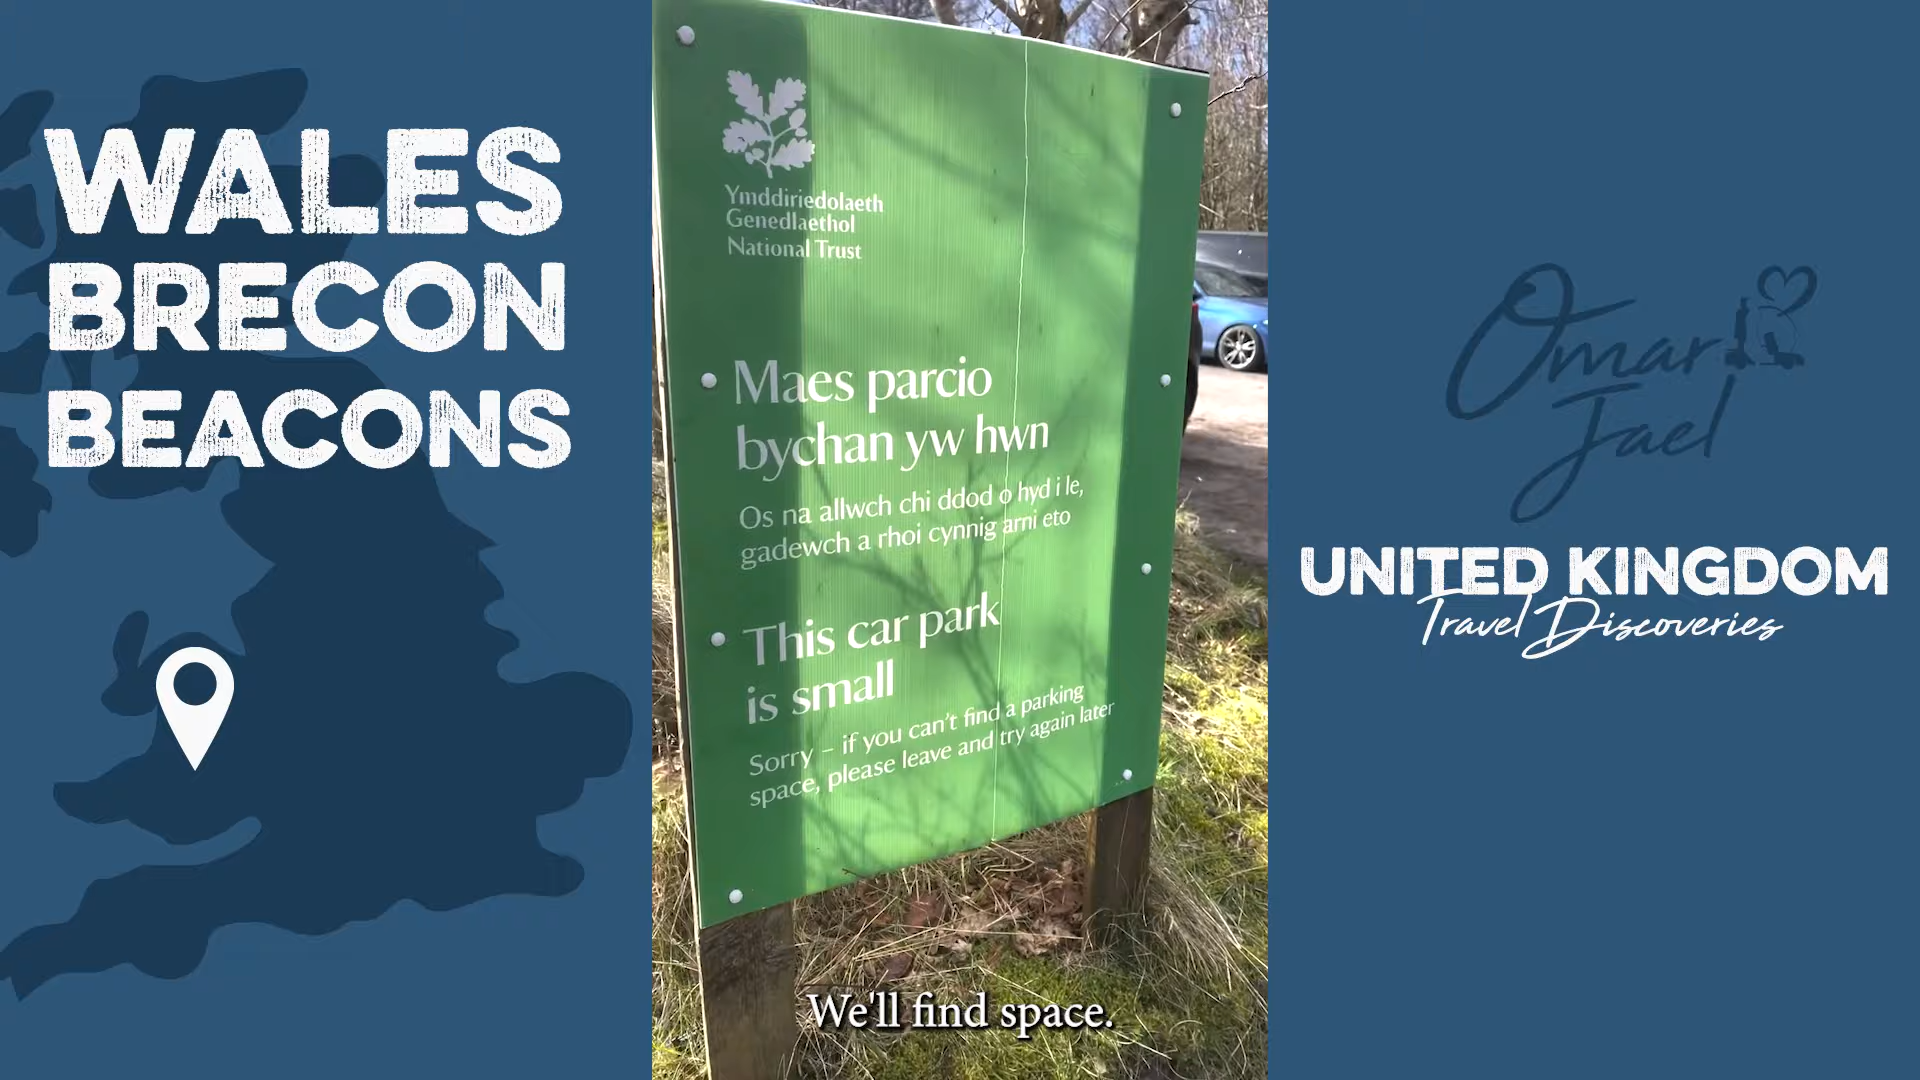 WALES
BRECON
BEACONS
Ymddiriedolaeth
Genedlaethol
National Trust
Maes parcio
bychan yw hwn
Os na allwch chi ddod o hyd i le,
gadewch a rhoi cynnig arni eto
This car park
is small
Sorry – if you can't find a parking
space, please leave and try again later
We'll find space.
Omar
Jael
UNITED KINGDOM
Travel Discoveries